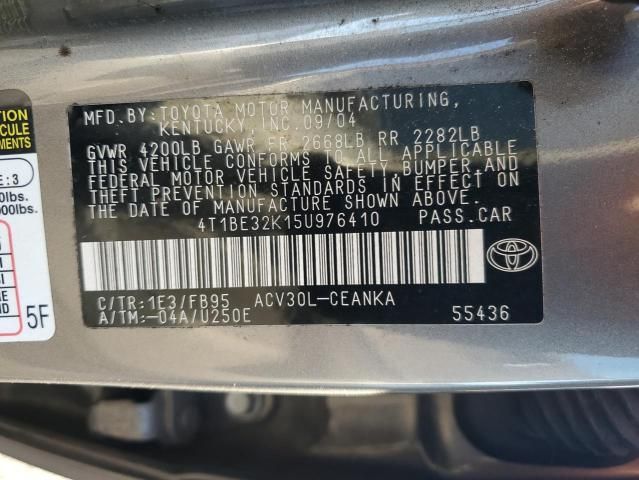 MFD. BY: TOYOTA MOTOR MANUFACTURING,
KENTUCKY, INC. 09/04
GVWR 4200LB GAWR FR 2668LB RR 2282LB
THIS VEHICLE CONFORMS TO ALL APPLICABLE
FEDERAL MOTOR VEHICLE SAFETY, BUMPER, AND
THEFT PREVENTION STANDARDS IN EFFECT ON
THE DATE OF MANUFACTURE SHOWN ABOVE.
4T1BE32K15U976410 PASS. CAR
C/TR: 1E3/FB95 ACV30L-CEANKA
A/TM:-04A/U250E 55436
TOYOTA
5F